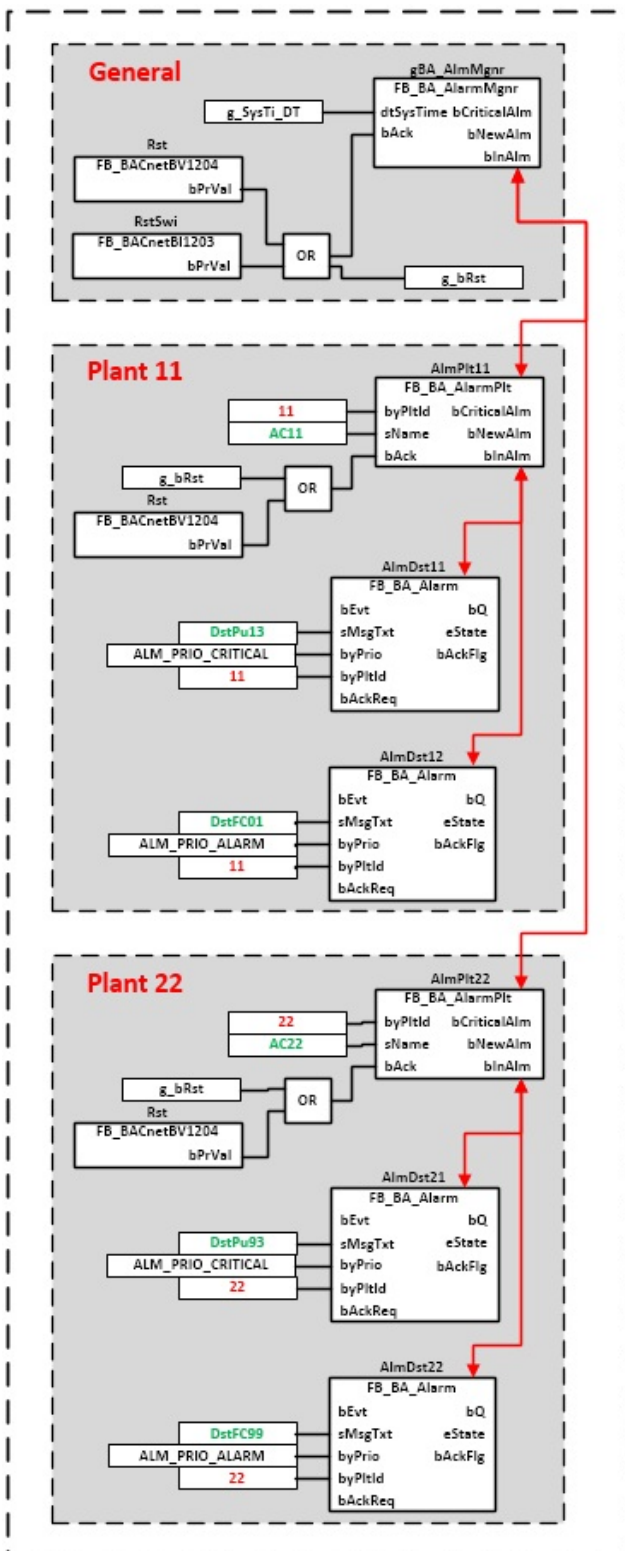 General
gBA_AlmMgnr
FB_BA_AlarmMgnr
g_SysTi_DT
dtSysTime bCriticalAlm
bAck bNewAlm
bInAlm
Rst
FB_BACnetBV1204
bPrVal
RstSwi
FB_BACnetBI1203
bPrVal
OR
g_bRst
Plant 11
AlmPlt11
FB_BA_AlarmPlt
11
byPltId bCriticalAlm
AC11
sName bNewAlm
bAck bInAlm
g_bRst
OR
Rst
FB_BACnetBV1204
bPrVal
AlmDst11
FB_BA_Alarm
bEvt bQ
DstPu13
sMsgTxt eState
ALM_PRIO_CRITICAL
byPrio bAckFlg
11
byPltId
bAckReq
AlmDst12
FB_BA_Alarm
bEvt bQ
DstFC01
sMsgTxt eState
ALM_PRIO_ALARM
byPrio bAckFlg
11
byPltId
bAckReq
Plant 22
AlmPlt22
FB_BA_AlarmPlt
22
byPltId bCriticalAlm
AC22
sName bNewAlm
bAck bInAlm
g_bRst
OR
Rst
FB_BACnetBV1204
bPrVal
AlmDst21
FB_BA_Alarm
bEvt bQ
DstPu93
sMsgTxt eState
ALM_PRIO_CRITICAL
byPrio bAckFlg
22
byPltId
bAckReq
AlmDst22
FB_BA_Alarm
bEvt bQ
DstFC99
sMsgTxt eState
ALM_PRIO_ALARM
byPrio bAckFlg
22
byPltId
bAckReq